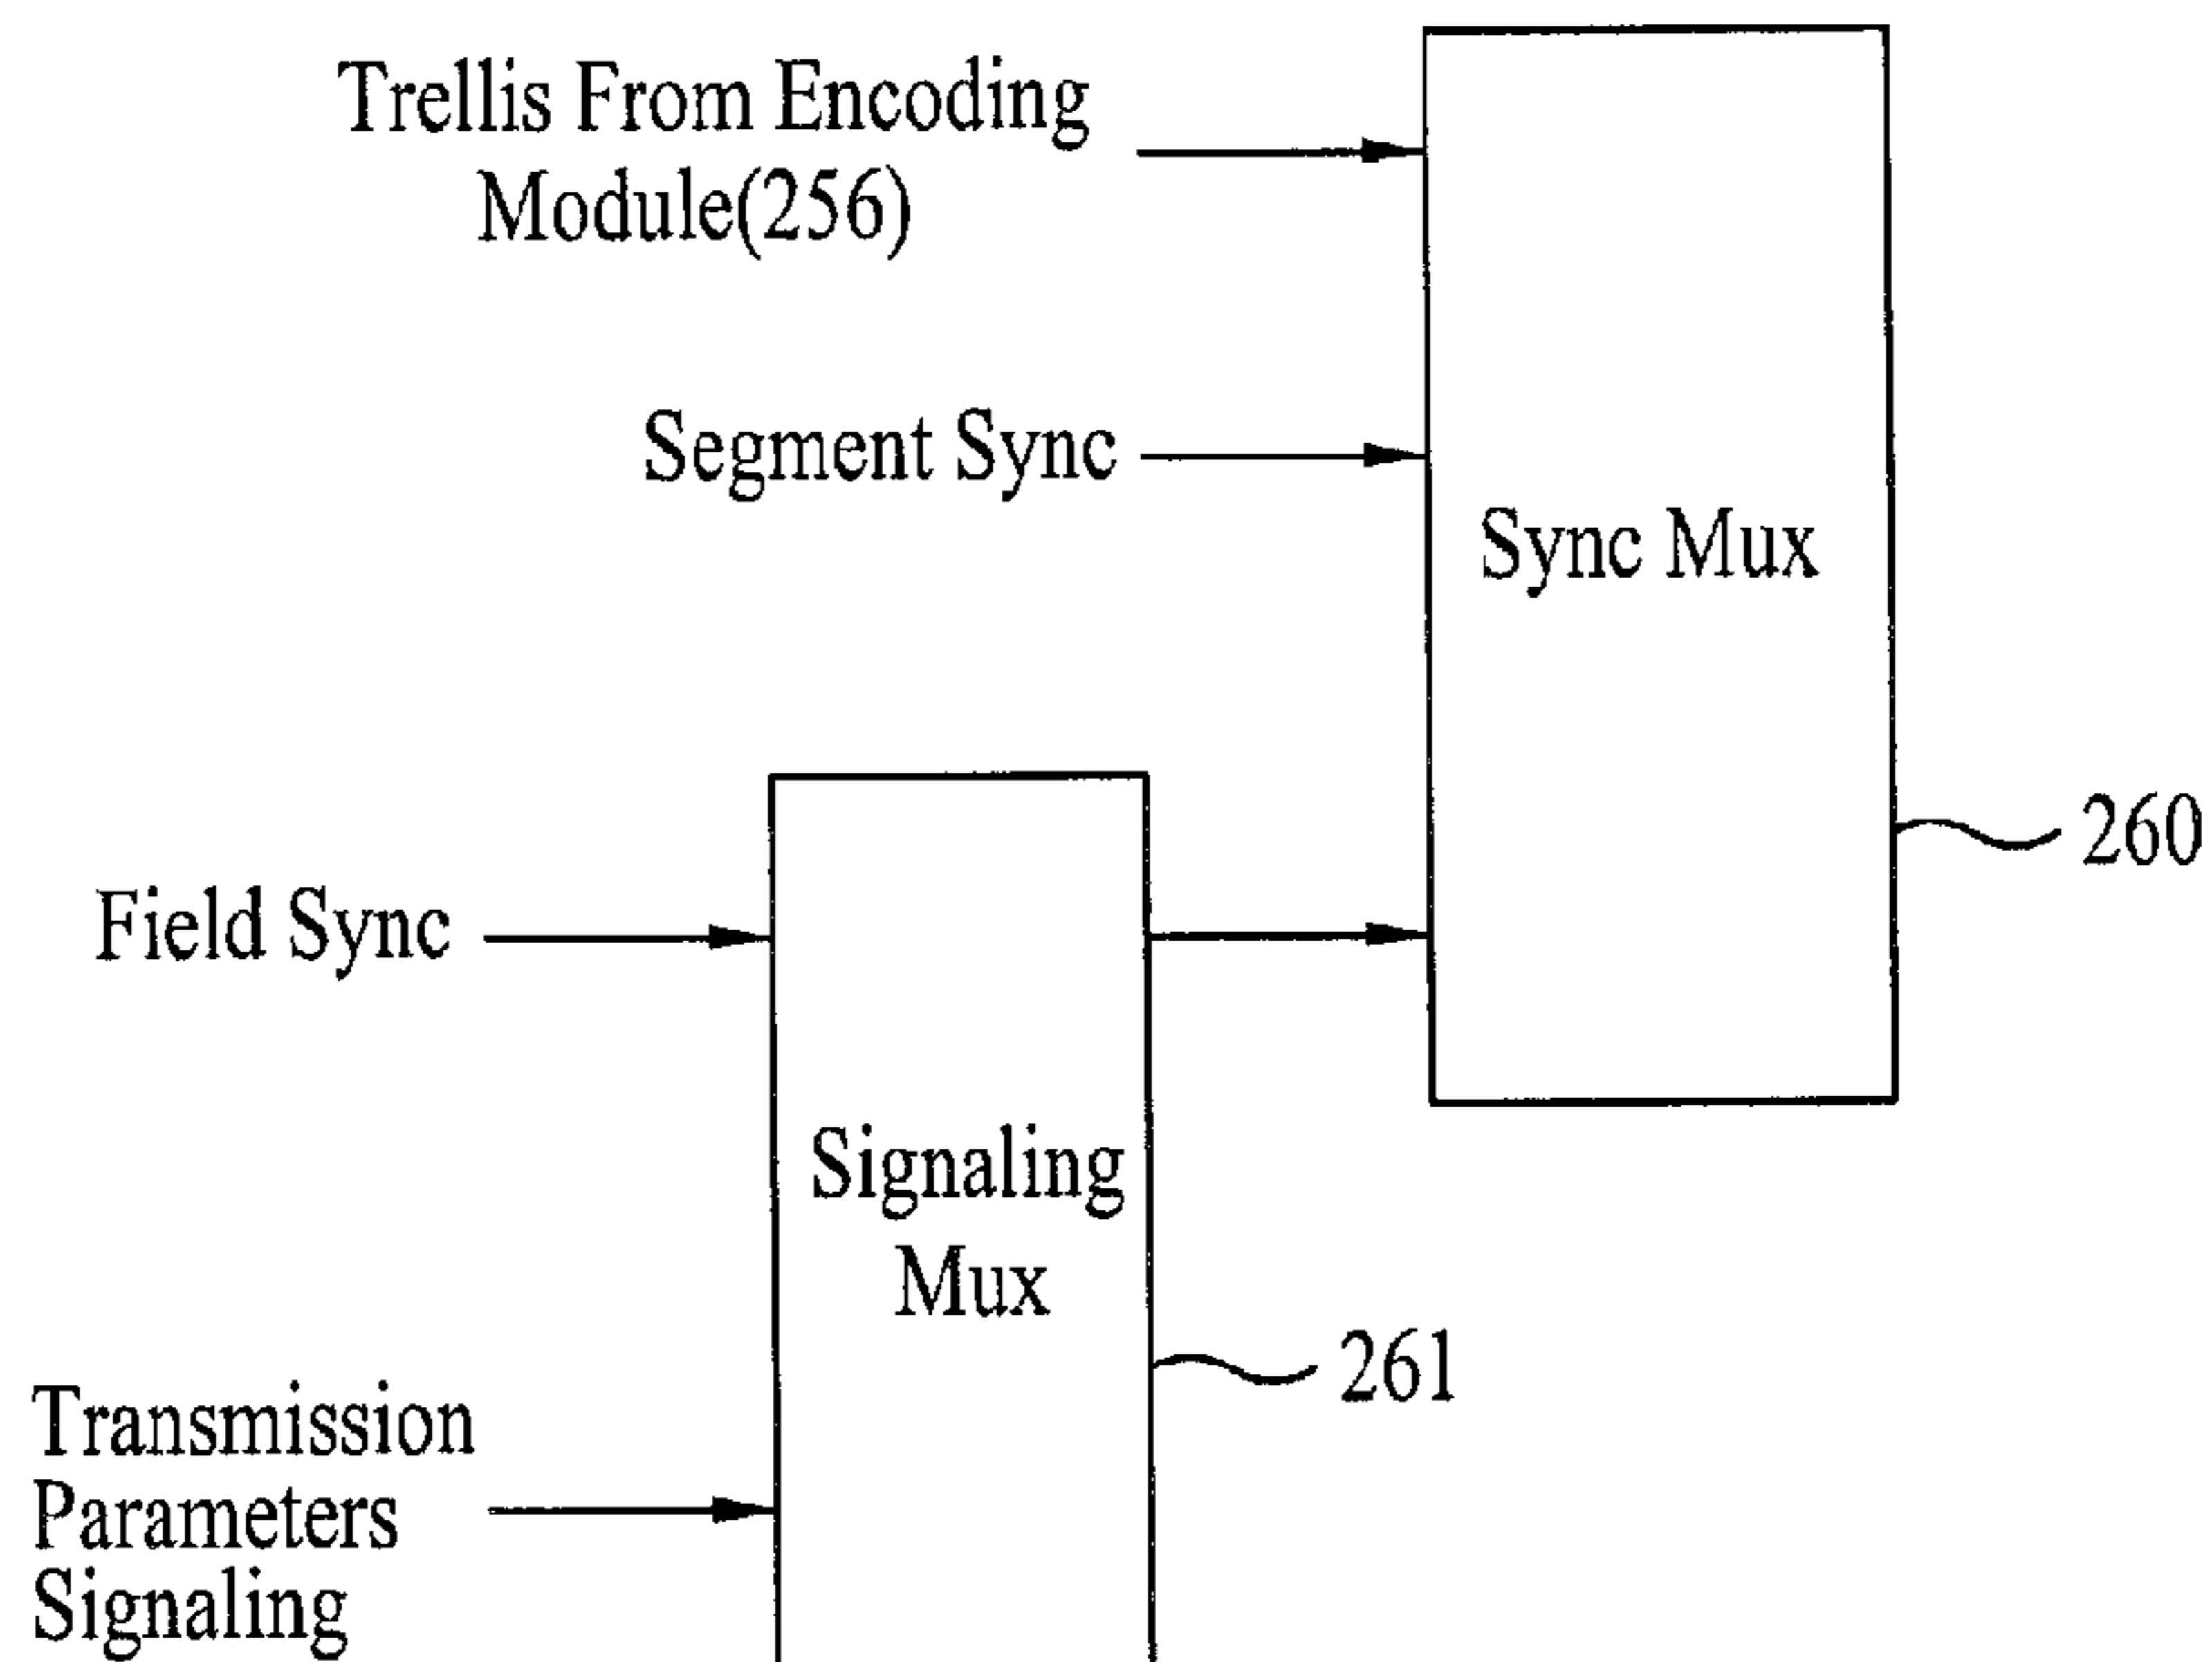 Trellis From Encoding
Module(256)
Segment Sync
Sync Mux
260
Field Sync
Signaling
Mux
261
Transmission
Parameters
Signaling